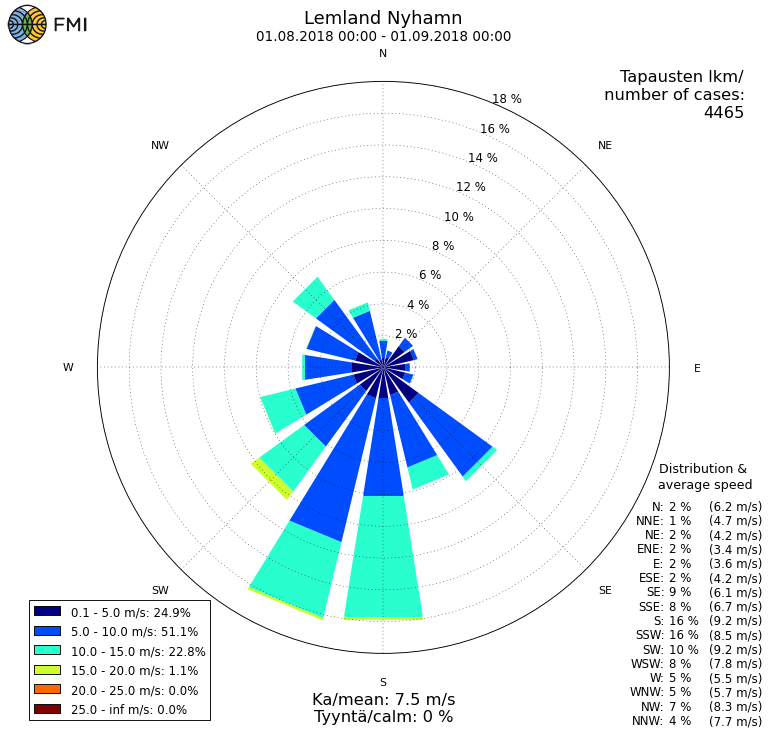 FMI
Lemland Nyhamn
01.08.2018 00:00 - 01.09.2018 00:00
Tapausten lkm/
number of cases:
4465
N
NE
E
SE
S
SW
W
NW
18 %
16 %
14 %
12 %
10 %
8 %
6 %
4 %
2 %
Distribution &
average speed
N: 2 % (6.2 m/s)
NNE: 1 % (4.7 m/s)
NE: 2 % (4.2 m/s)
ENE: 2 % (3.4 m/s)
E: 2 % (3.6 m/s)
ESE: 2 % (4.2 m/s)
SE: 9 % (6.1 m/s)
SSE: 8 % (6.7 m/s)
S: 16 % (9.2 m/s)
SSW: 16 % (8.5 m/s)
SW: 10 % (9.2 m/s)
WSW: 8 % (7.8 m/s)
W: 5 % (5.5 m/s)
WNW: 5 % (5.7 m/s)
NW: 7 % (8.3 m/s)
NNW: 4 % (7.7 m/s)
0.1 - 5.0 m/s: 24.9%
5.0 - 10.0 m/s: 51.1%
10.0 - 15.0 m/s: 22.8%
15.0 - 20.0 m/s: 1.1%
20.0 - 25.0 m/s: 0.0%
25.0 - inf m/s: 0.0%
Ka/mean: 7.5 m/s
Tyyntä/calm: 0 %